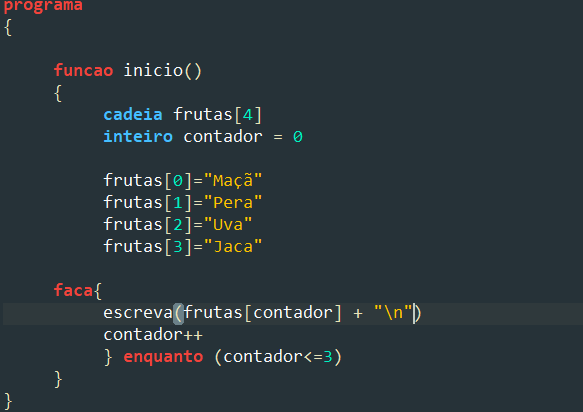 programa
{
funcao inicio()
{
cadeia frutas[4]
inteiro contador = 0
frutas[0]="Maçã"
frutas[1]="Pera"
frutas[2]="Uva"
frutas[3]="Jaca"
faca{
escreva(frutas[contador] + "\n")
contador++
} enquanto (contador<=3)
}
}